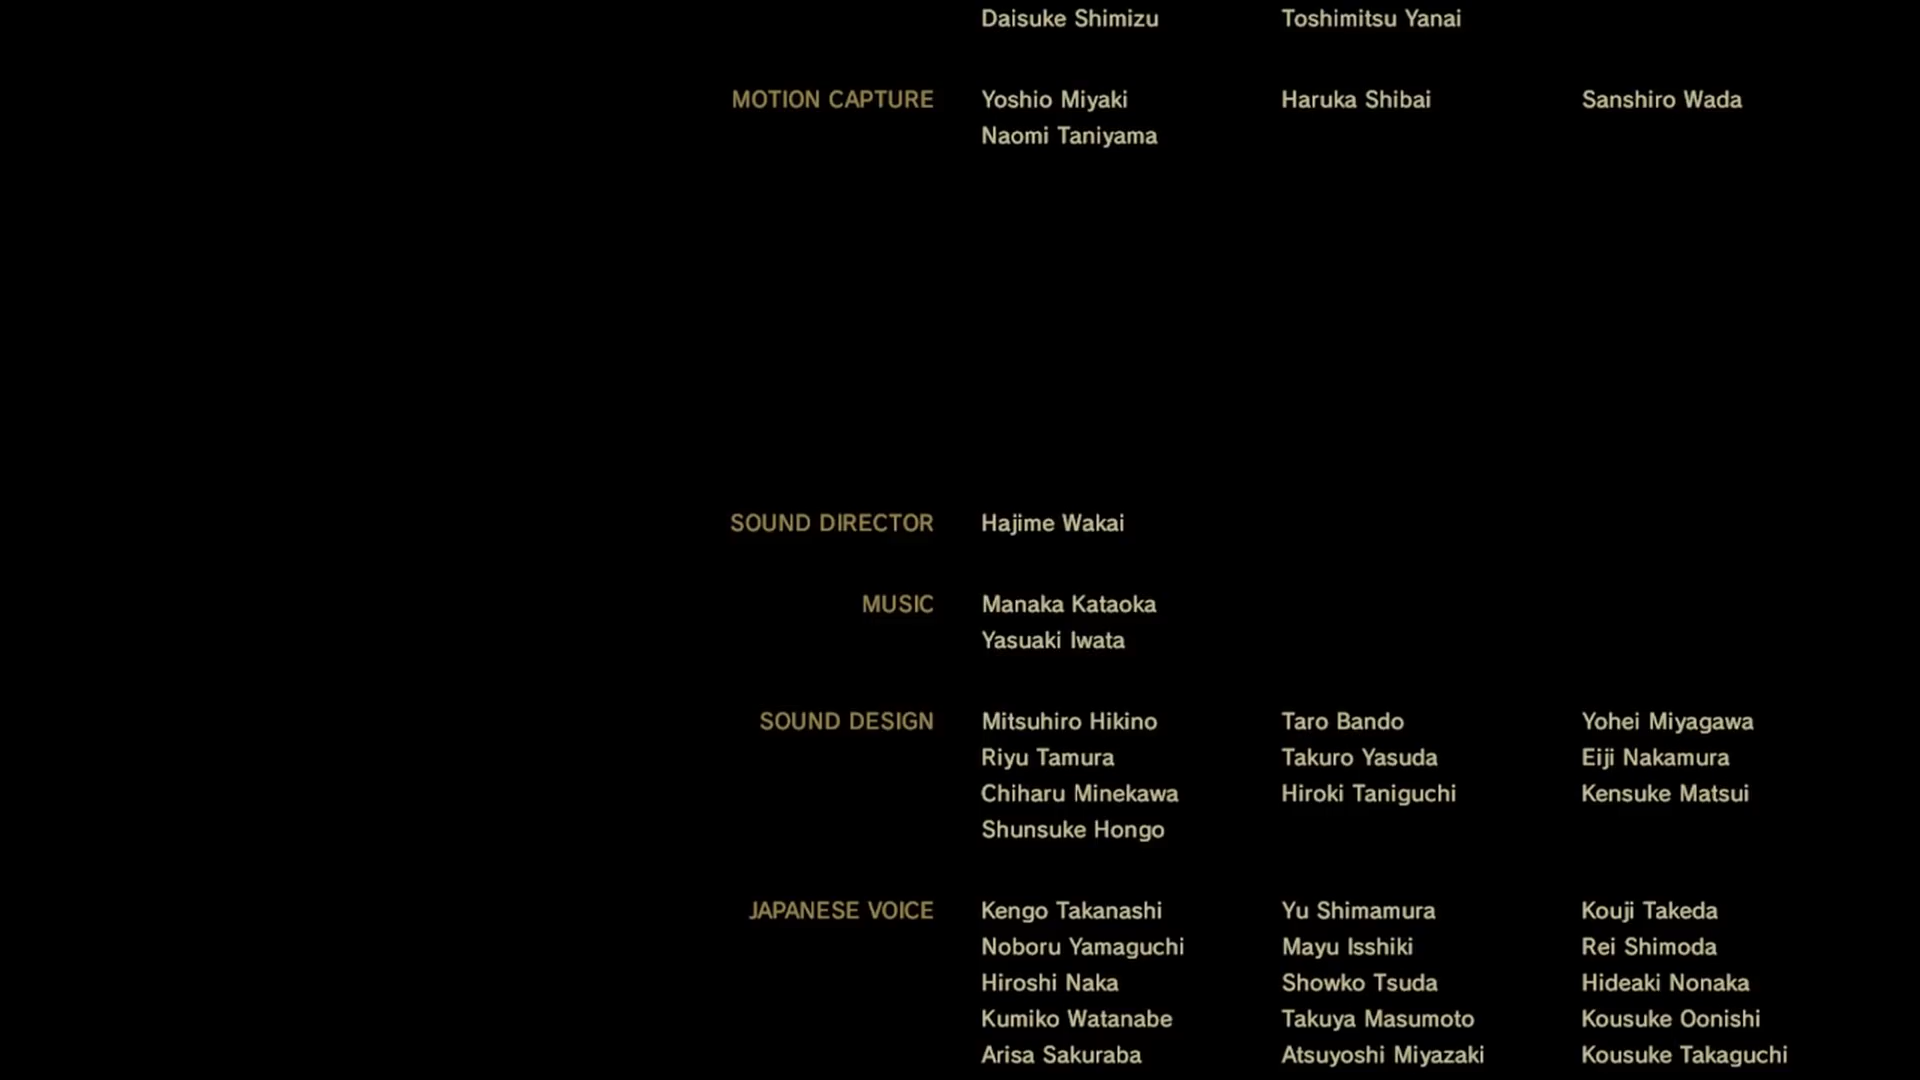 Daisuke Shimizu Toshimitsu Yanai
MOTION CAPTURE Yoshio Miyaki Haruka Shibai Sanshiro Wada
Naomi Taniyama
SOUND DIRECTOR Hajime Wakai
MUSIC Manaka Kataoka
Yasuaki Iwata
SOUND DESIGN Mitsuhiro Hikino Taro Bando Yohei Miyagawa
Riyu Tamura Takuro Yasuda Eiji Nakamura
Chiharu Minekawa Hiroki Taniguchi Kensuke Matsui
Shunsuke Hongo
JAPANESE VOICE Kengo Takanashi Yu Shimamura Kouji Takeda
Noboru Yamaguchi Mayu Isshiki Rei Shimoda
Hiroshi Naka Showko Tsuda Hideaki Nonaka
Kumiko Watanabe Takuya Masumoto Kousuke Oonishi
Arisa Sakuraba Atsuyoshi Miyazaki Kousuke Takaguchi